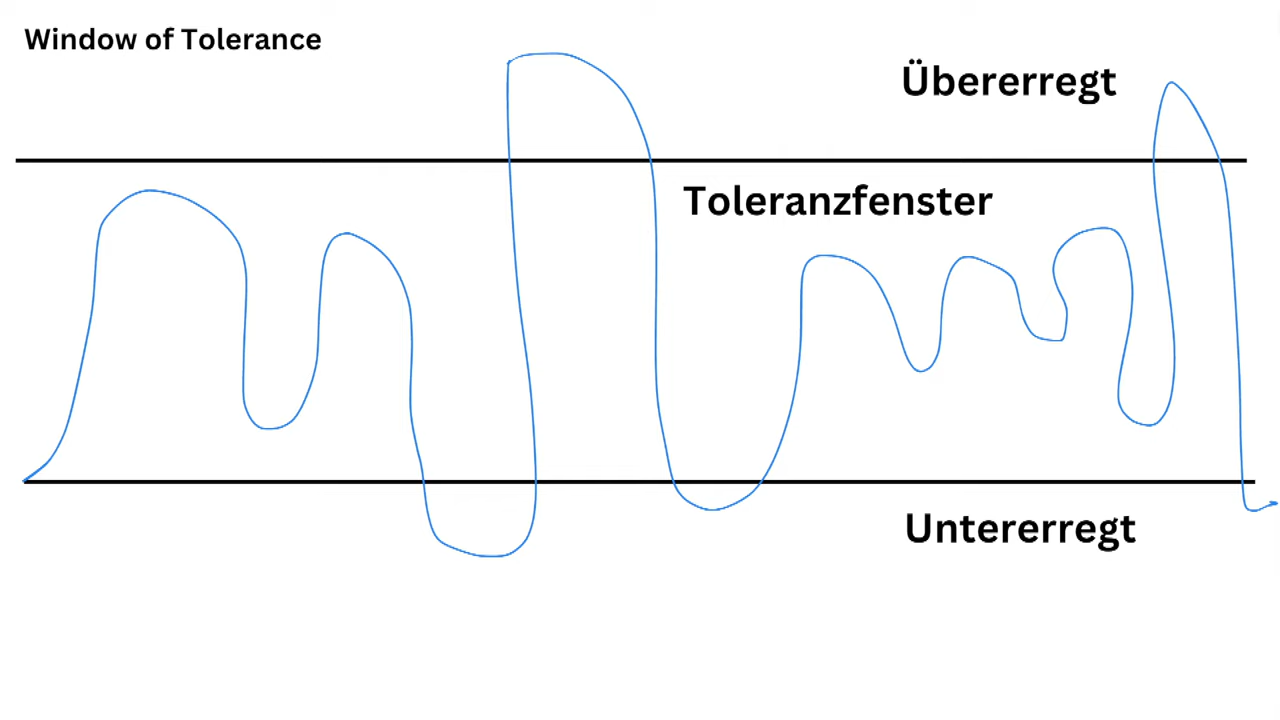 Window of Tolerance
Übererregt
Toleranzfenster
Untererregt